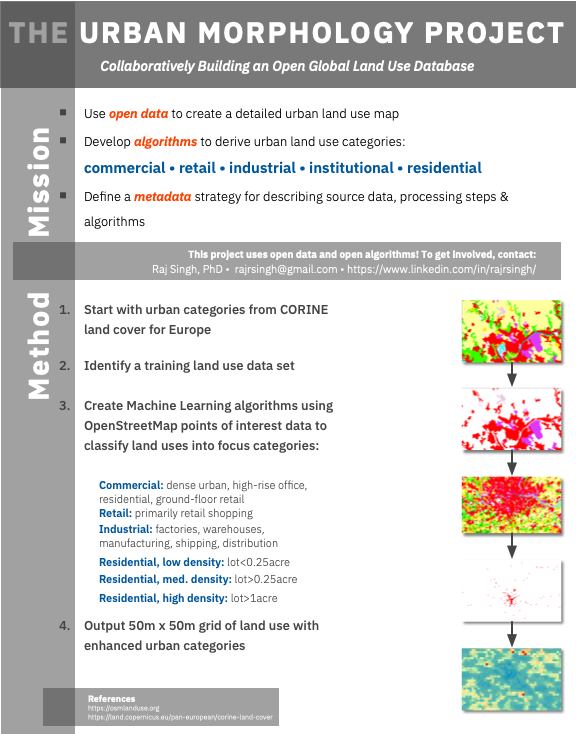 THE URBAN MORPHOLOGY PROJECT
Collaboratively Building an Open Global Land Use Database
Mission
▪ Use open data to create a detailed urban land use map
▪ Develop algorithms to derive urban land use categories:
commercial • retail • industrial • institutional • residential
▪ Define a metadata strategy for describing source data, processing steps &
algorithms
This project uses open data and open algorithms! To get involved, contact:
Raj Singh, PhD • rajrsingh@gmail.com • https://www.linkedin.com/in/rajrsingh/
Method
1. Start with urban categories from CORINE
land cover for Europe
2. Identify a training land use data set
3. Create Machine Learning algorithms using
OpenStreetMap points of interest data to
classify land uses into focus categories:
Commercial: dense urban, high-rise office,
residential, ground-floor retail
Retail: primarily retail shopping
Industrial: factories, warehouses,
manufacturing, shipping, distribution
Residential, low density: lot<0.25acre
Residential, med. density: lot>0.25acre
Residential, high density: lot>1acre
4. Output 50m x 50m grid of land use with
enhanced urban categories
References
https://osmlanduse.org
https://land.copernicus.eu/pan-european/corine-land-cover